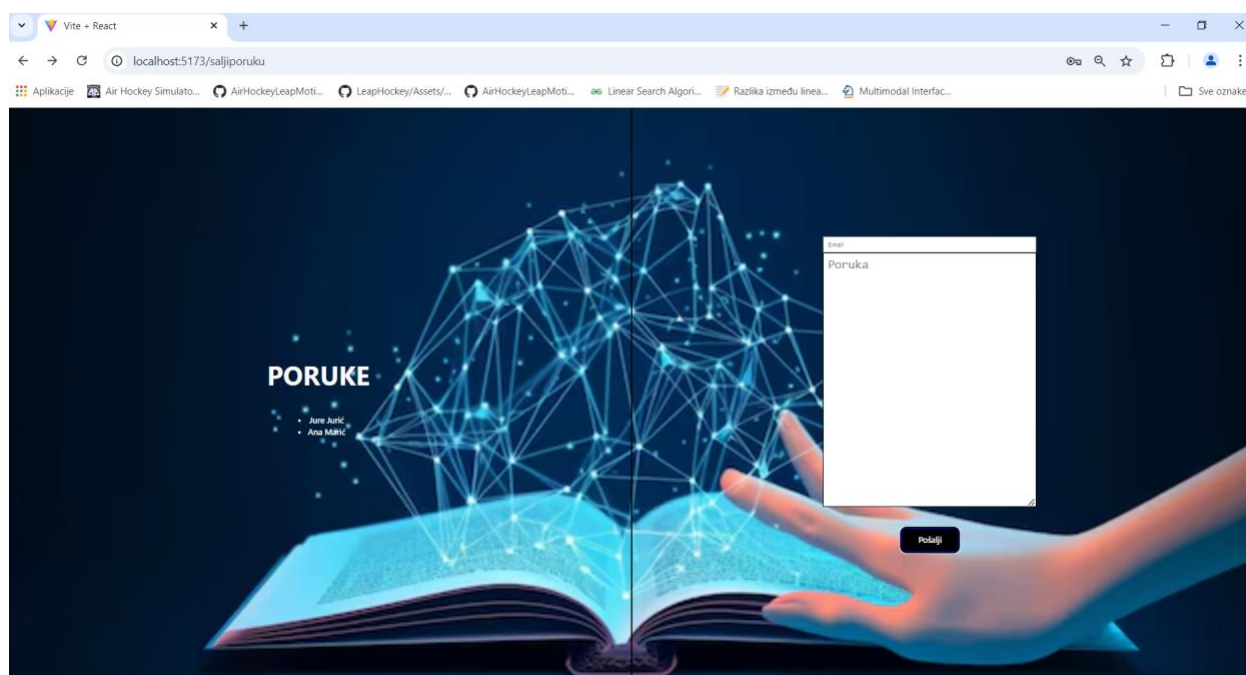 Vite + React
localhost:5173/saljiporuku
Aplikacije Air Hockey Simulato... AirHockeyLeapMoti... LeapHockey/Assets/... AirHockeyLeapMoti... Linear Search Algori... Razlika između linea... Multimodal Interfac... Sve oznake
Email
Poruka
PORUKE
Jure Jurić
Ana Marić
Pošalji